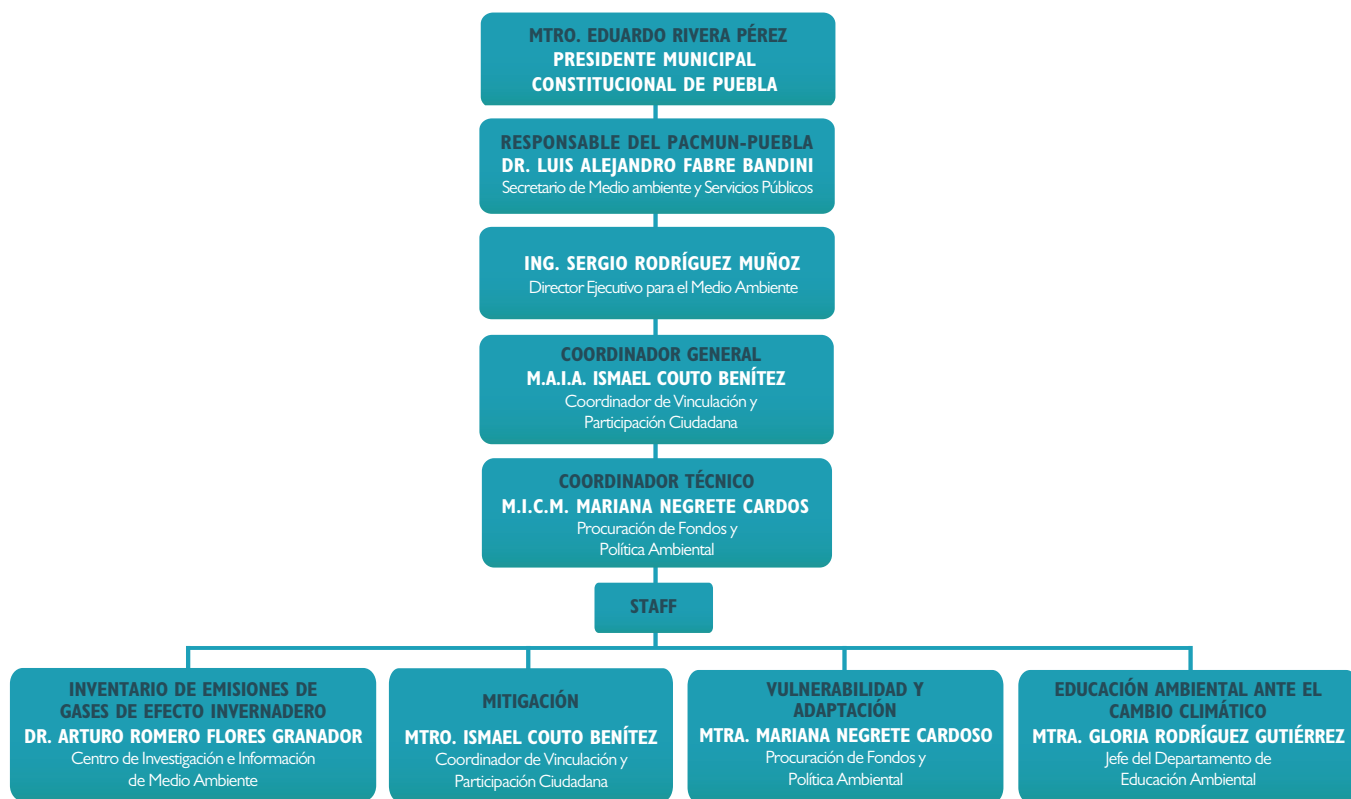 MTRO. EDUARDO RIVERA PÉREZ
PRESIDENTE MUNICIPAL
CONSTITUCIONAL DE PUEBLA
RESPONSABLE DEL PACMUN-PUEBLA
DR. LUIS ALEJANDRO FABRE BANDINI
Secretario de Medio ambiente y Servicios Públicos
ING. SERGIO RODRÍGUEZ MUÑOZ
Director Ejecutivo para el Medio Ambiente
COORDINADOR GENERAL
M.A.I.A. ISMAEL COUTO BENÍTEZ
Coordinador de Vinculación y
Participación Ciudadana
COORDINADOR TÉCNICO
M.I.C.M. MARIANA NEGRETE CARDOS
Procuración de Fondos y
Política Ambiental
STAFF
INVENTARIO DE EMISIONES DE
GASES DE EFECTO INVERNADERO
DR. ARTURO ROMERO FLORES GRANADOR
Centro de Investigación e Información
de Medio Ambiente
MITIGACIÓN
MTRO. ISMAEL COUTO BENÍTEZ
Coordinador de Vinculación y
Participación Ciudadana
VULNERABILIDAD Y
ADAPTACIÓN
MTRA. MARIANA NEGRETE CARDOSO
Procuración de Fondos y
Política Ambiental
EDUCACIÓN AMBIENTAL ANTE EL
CAMBIO CLIMÁTICO
MTRA. GLORIA RODRÍGUEZ GUTIÉRREZ
Jefe del Departamento de
Educación Ambiental